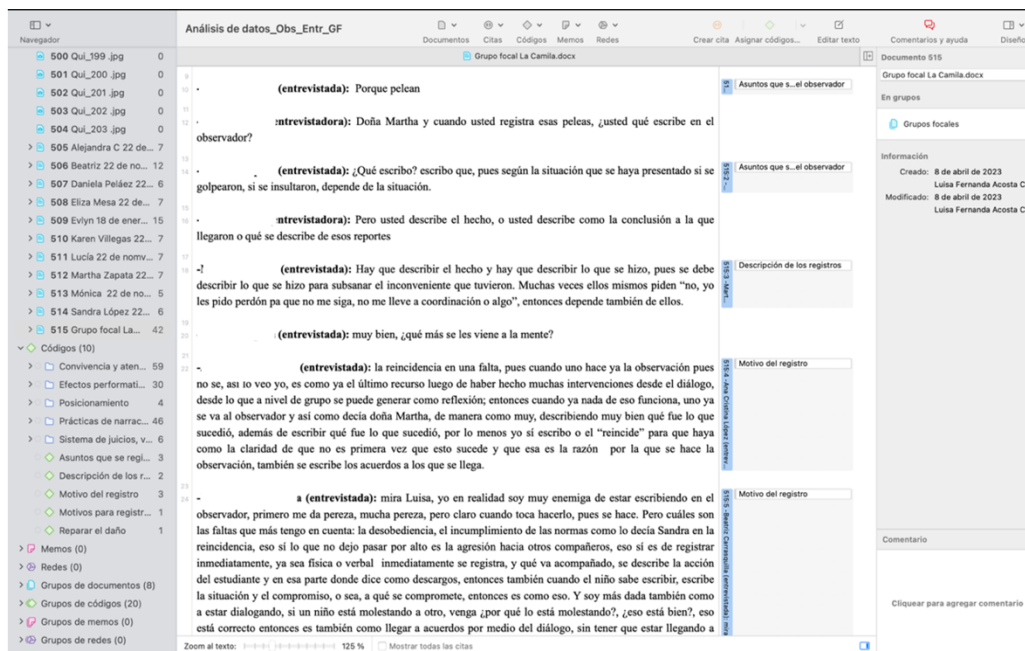 Análisis de datos_Obs_Entr_GF
Navegador
Documentos Citas Códigos Memos Redes
Crear cita Asignar códigos... Editar texto
Comentarios y ayuda Diseño
Grupo focal La Camila.docx
500 Qui_199 .jpg 0
501 Qui_200 .jpg 0
502 Qui_201 .jpg 0
503 Qui_202 .jpg 0
504 Qui_203 .jpg 0
505 Alejandra C 22 de... 7
506 Beatriz 22 de no... 12
507 Daniela Peláez 22... 6
508 Eliza Mesa 22 de... 7
509 Evlyn 18 de ener... 15
510 Karen Villegas 22... 7
511 Lucía 22 de nomv... 7
512 Martha Zapata 22... 7
513 Mónica 22 de no... 5
514 Sandra López 22... 6
515 Grupo focal La... 42
Códigos (10)
Convivencia y aten... 59
Efectos performati... 30
Posicionamiento 4
Prácticas de narrac... 46
Sistema de juicios, v... 6
Asuntos que se regi... 3
Descripción de los r... 2
Motivo del registro 3
Motivos para registr... 1
Reparar el daño 1
Memos (0)
Redes (0)
Grupos de documentos (8)
Grupos de códigos (20)
Grupos de memos (0)
Grupos de redes (0)
9
10
(entrevistada): Porque pelean
11
12
entrevistadora): Doña Martha y cuando usted registra esas peleas, ¿usted qué escribe en el
observador?
13
14
(entrevistada): ¿Qué escribo? escribo que, pues según la situación que se haya presentado si se
golpearon, si se insultaron, depende de la situación.
15
16
entrevistadora): Pero usted describe el hecho, o usted describe como la conclusión a la que
llegaron o qué se describe de esos reportes
17
18
(entrevistada): Hay que describir el hecho y hay que describir lo que se hizo, pues se debe
describir lo que se hizo para subsanar el inconveniente que tuvieron. Muchas veces ellos mismos piden “no, yo
les pido perdón pa que no me siga, no me lleve a coordinación o algo”, entonces depende también de ellos.
19
20
(entrevistada): muy bien, ¿qué más se les viene a la mente?
21
22
(entrevistada): la reincidencia en una falta, pues cuando uno hace ya la observación pues
no se, así lo veo yo, es como ya el último recurso luego de haber hecho muchas intervenciones desde el diálogo,
desde lo que a nivel de grupo se puede generar como reflexión; entonces cuando ya nada de eso funciona, uno ya
se va al observador y así como decía doña Martha, de manera como muy, describiendo muy bien qué fue lo que
sucedió, además de escribir qué fue lo que sucedió, por lo menos yo sí escribo o el “reincide” para que haya
como la claridad de que no es primera vez que esto sucede y que esa es la razón por la que se hace la
observación, también se escribe los acuerdos a los que se llega.
23
24
a (entrevistada): mira Luisa, yo en realidad soy muy enemiga de estar escribiendo en el
observador, primero me da pereza, mucha pereza, pero claro cuando toca hacerlo, pues se hace. Pero cuáles son
las faltas que más tengo en cuenta: la desobediencia, el incumplimiento de las normas como lo decía Sandra en la
reincidencia, eso sí lo que no dejo pasar por alto es la agresión hacia otros compañeros, eso sí es de registrar
inmediatamente, ya sea física o verbal inmediatamente se registra, y qué va acompañado, se describe la acción
del estudiante y en esa parte donde dice como descargos, entonces también cuando el niño sabe escribir, escribe
la situación y el compromiso, o sea, a qué se compromete, entonces es como eso. Y soy más dada también como
a estar dialogando, si un niño está molestando a otro, venga ¿por qué lo está molestando?, ¿eso está bien?, eso
está correcto entonces es también como llegar a acuerdos por medio del diálogo, sin tener que estar llegando a
Asuntos que s...el observador
Asuntos que s...el observador
515:2
Descripción de los registros
515:3
Motivo del registro
515:4
Motivo del registro
515:5
Zoom al texto: 125 % Mostrar todas las citas
Documento 515
Grupo focal La Camila.docx
En grupos
Grupos focales
Información
Creado: 8 de abril de 2023
Luisa Fernanda Acosta C
Modificado: 8 de abril de 2023
Luisa Fernanda Acosta C
Comentario
Cliquear para agregar comentario